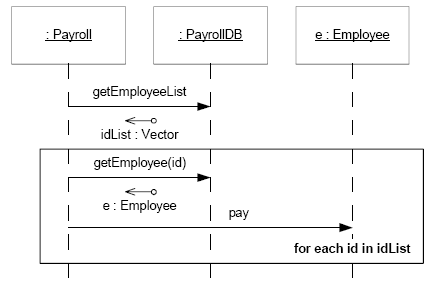 : Payroll
: PayrollDB
e : Employee
getEmployeeList
idList : Vector
getEmployee(id)
e : Employee
pay
for each id in idList